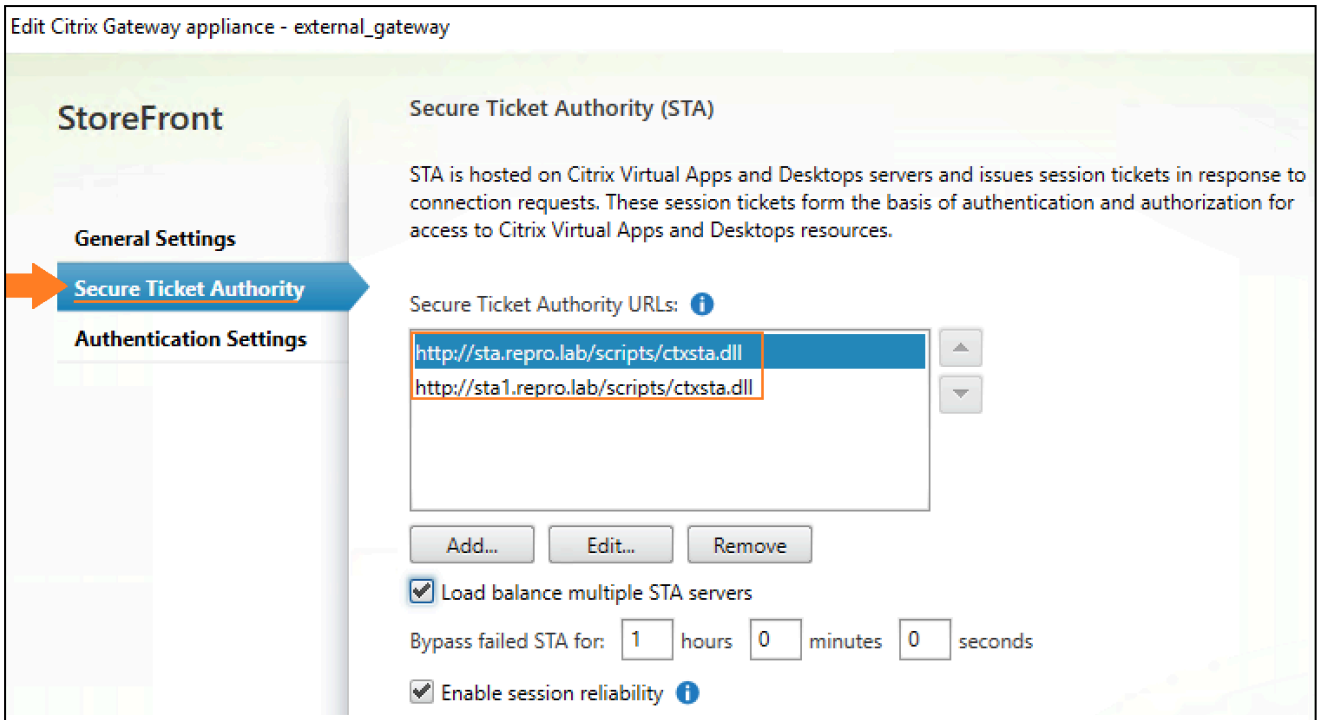 Edit Citrix Gateway appliance - external_gateway
StoreFront
General Settings
Secure Ticket Authority
Authentication Settings
Secure Ticket Authority (STA)
STA is hosted on Citrix Virtual Apps and Desktops servers and issues session tickets in response to
connection requests. These session tickets form the basis of authentication and authorization for
access to Citrix Virtual Apps and Desktops resources.
Secure Ticket Authority URLs:
http://sta.repro.lab/scripts/ctxsta.dll
http://sta1.repro.lab/scripts/ctxsta.dll
Add... Edit... Remove
Load balance multiple STA servers
Bypass failed STA for: 1 hours 0 minutes 0 seconds
Enable session reliability